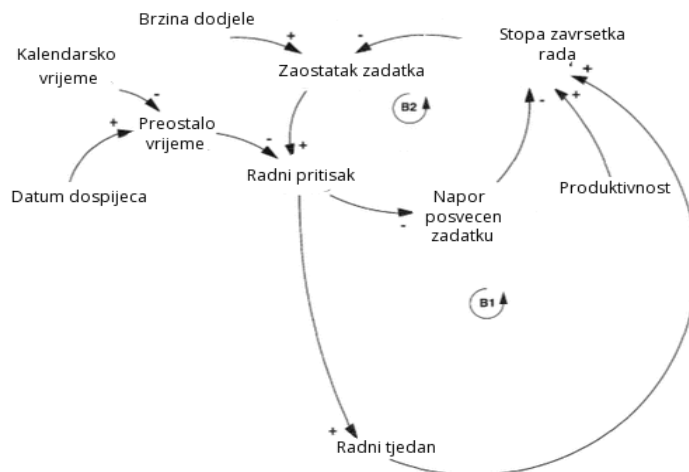 Brzina dodjele
Stopa zavrsetka
rada
Kalendarsko
vrijeme
Zaostatak zadatka
Preostalo
vrijeme
B2
Radni pritisak
Datum dospijeca
Napor
posvecen
zadatku
Produktivnost
B1
Radni tjedan
+
-
-
+
+
-
+
-
-
+
+
+